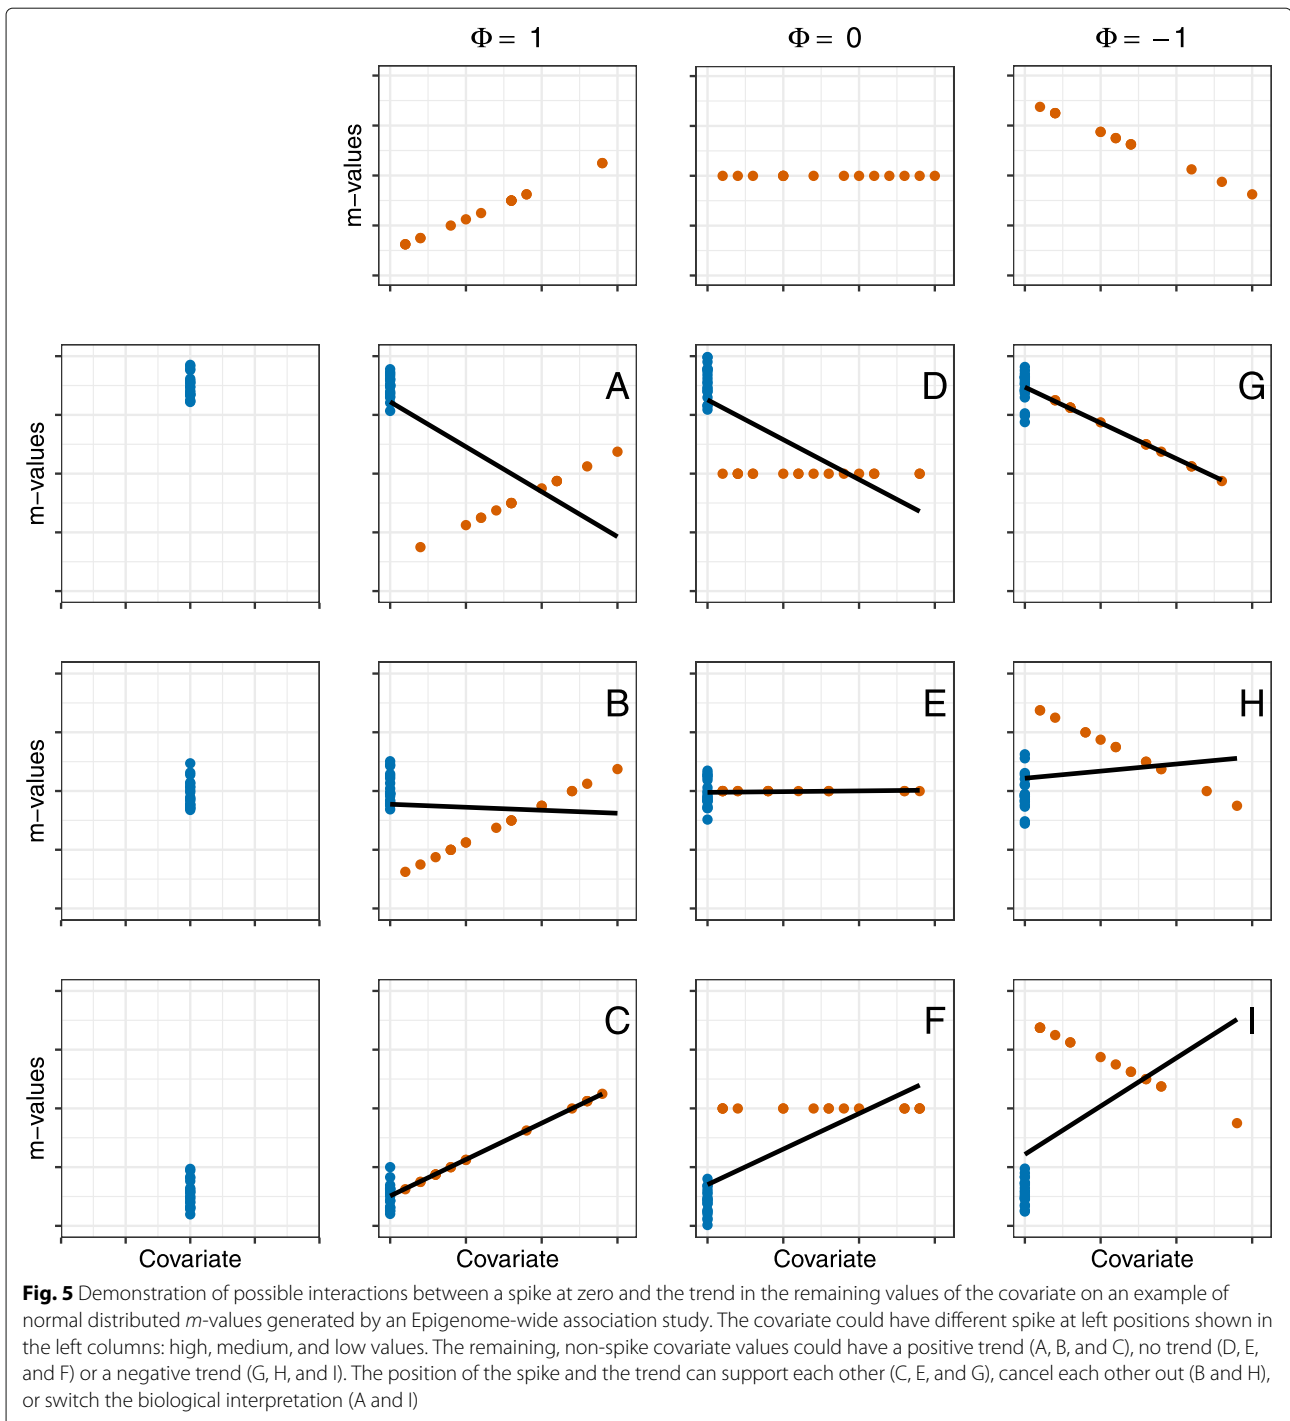 Φ = 1
Φ = 0
Φ = −1
m−values
m−values
A
D
G
m−values
B
E
H
m−values
C
F
I
Covariate
Covariate
Covariate
Covariate
Fig. 5 Demonstration of possible interactions between a spike at zero and the trend in the remaining values of the covariate on an example of
normal distributed m-values generated by an Epigenome-wide association study. The covariate could have different spike at left positions shown in
the left columns: high, medium, and low values. The remaining, non-spike covariate values could have a positive trend (A, B, and C), no trend (D, E,
and F) or a negative trend (G, H, and I). The position of the spike and the trend can support each other (C, E, and G), cancel each other out (B and H),
or switch the biological interpretation (A and I)